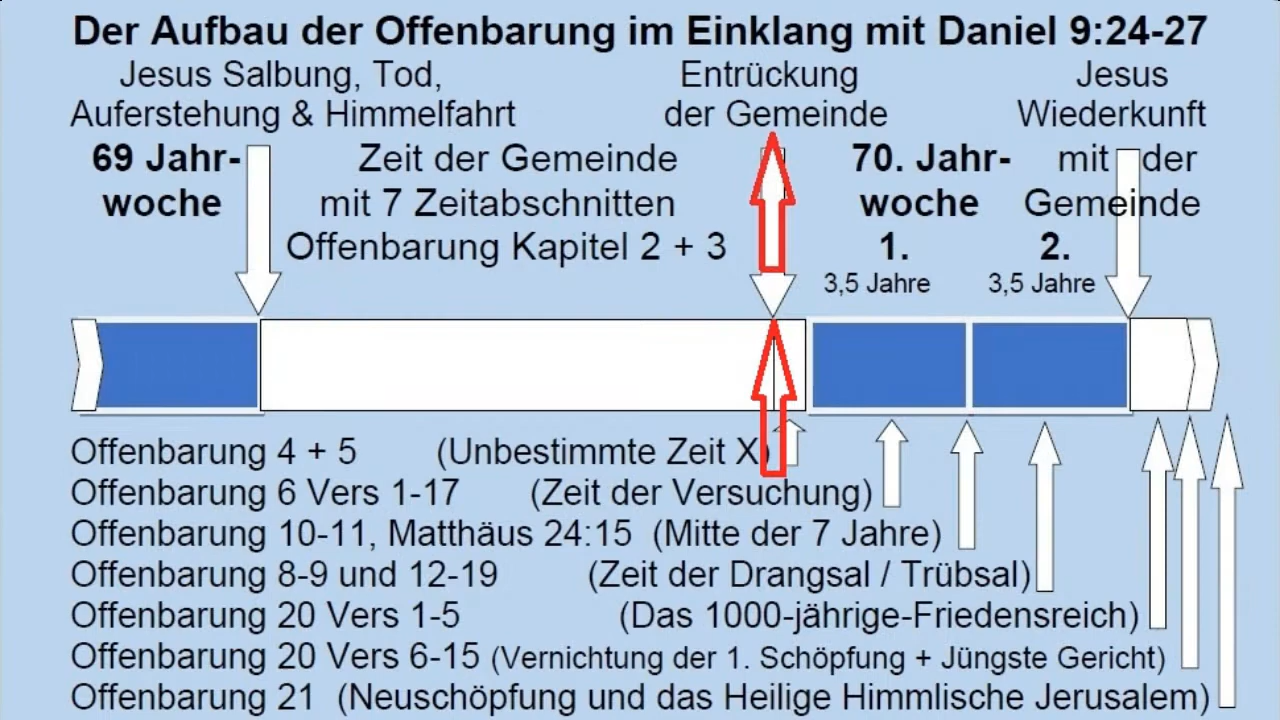 Der Aufbau der Offenbarung im Einklang mit Daniel 9:24-27
Jesus Salbung, Tod,
Auferstehung & Himmelfahrt
Entrückung
der Gemeinde
Jesus
Wiederkunft
mit der
Gemeinde
69 Jahr-
woche
Zeit der Gemeinde
mit 7 Zeitabschnitten
Offenbarung Kapitel 2 + 3
70. Jahr-
woche
1.
2.
3,5 Jahre
3,5 Jahre
Offenbarung 4 + 5 (Unbestimmte Zeit X)
Offenbarung 6 Vers 1-17 (Zeit der Versuchung)
Offenbarung 10-11, Matthäus 24:15 (Mitte der 7 Jahre)
Offenbarung 8-9 und 12-19 (Zeit der Drangsal / Trübsal)
Offenbarung 20 Vers 1-5 (Das 1000-jährige-Friedensreich)
Offenbarung 20 Vers 6-15 (Vernichtung der 1. Schöpfung + Jüngste Gericht)
Offenbarung 21 (Neuschöpfung und das Heilige Himmlische Jerusalem)